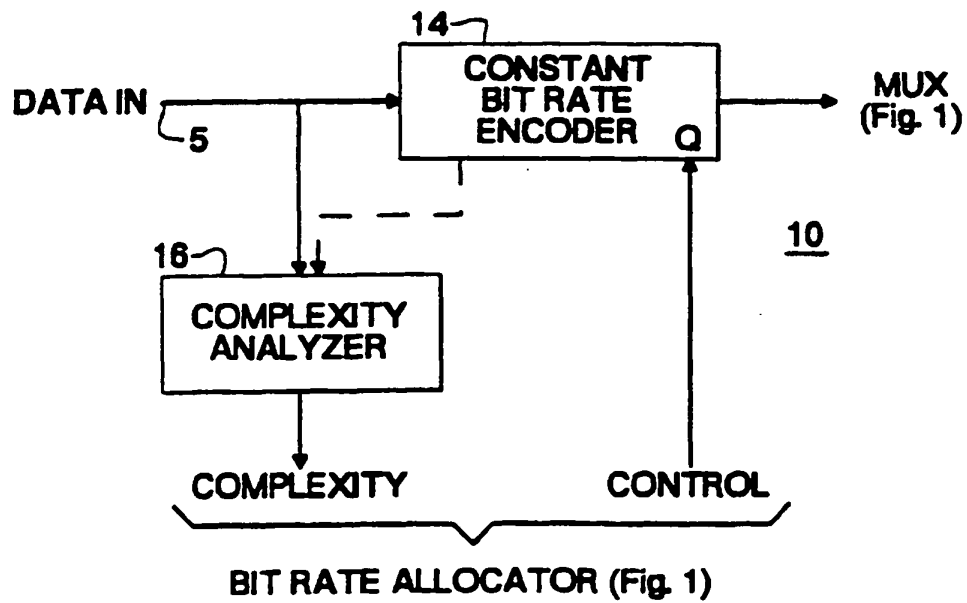 14
CONSTANT
BIT RATE
ENCODER
Q
DATA IN
5
MUX
(Fig. 1)
10
16
COMPLEXITY
ANALYZER
COMPLEXITY
CONTROL
BIT RATE ALLOCATOR (Fig. 1)